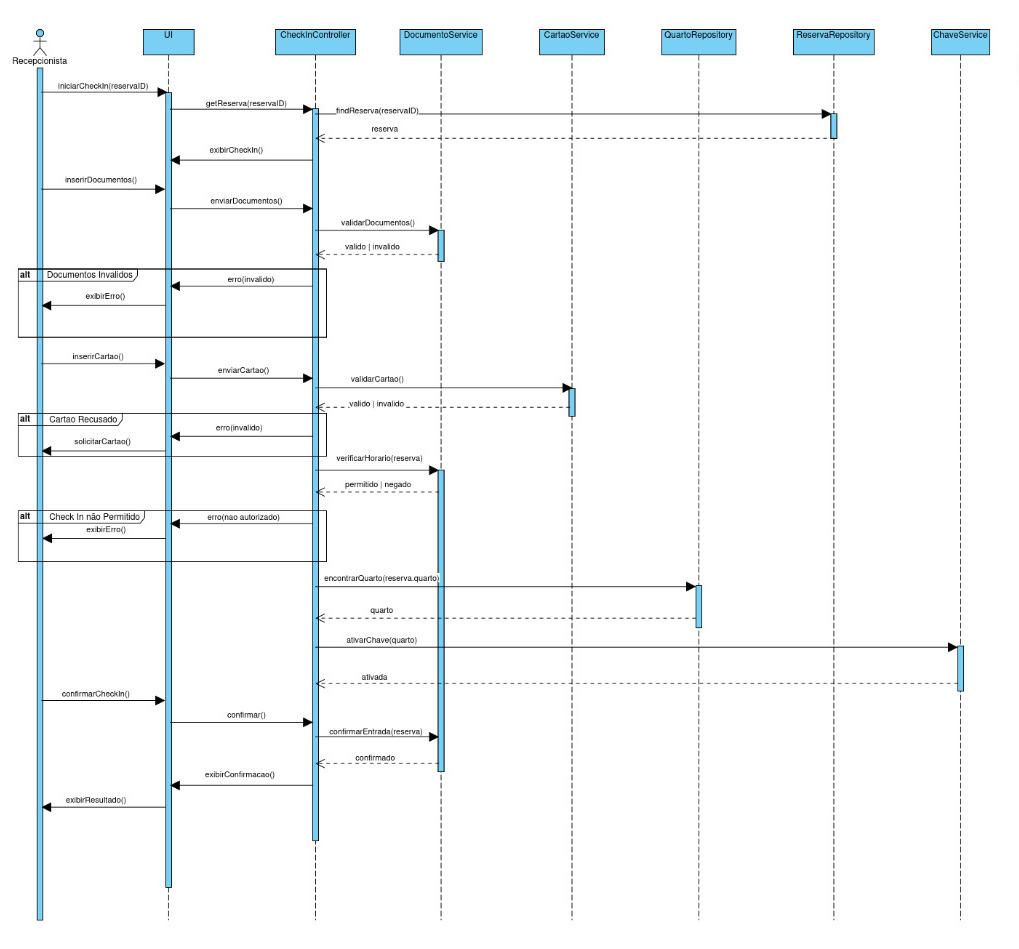 UI
CheckInController
DocumentoService
CartaoService
QuartoRepository
ReservaRepository
ChaveService
Recepcionista
iniciarCheckIn(reservaID)
getReserva(reservaID)
findReserva(reservaID)
reserva
exibirCheckIn()
inserirDocumentos()
enviarDocumentos()
validarDocumentos()
valido | invalido
alt Documentos Invalidos
erro(invalido)
exibirErro()
inserirCartao()
enviarCartao()
validarCartao()
valido | invalido
alt Cartao Recusado
erro(invalido)
solicitarCartao()
verificarHorario(reserva)
permitido | negado
alt Check In não Permitido
erro(nao autorizado)
exibirErro()
encontrarQuarto(reserva.quarto)
quarto
ativarChave(quarto)
ativada
confirmarCheckIn()
confirmar()
confirmarEntrada(reserva)
confirmado
exibirConfirmacao()
exibirResultado()